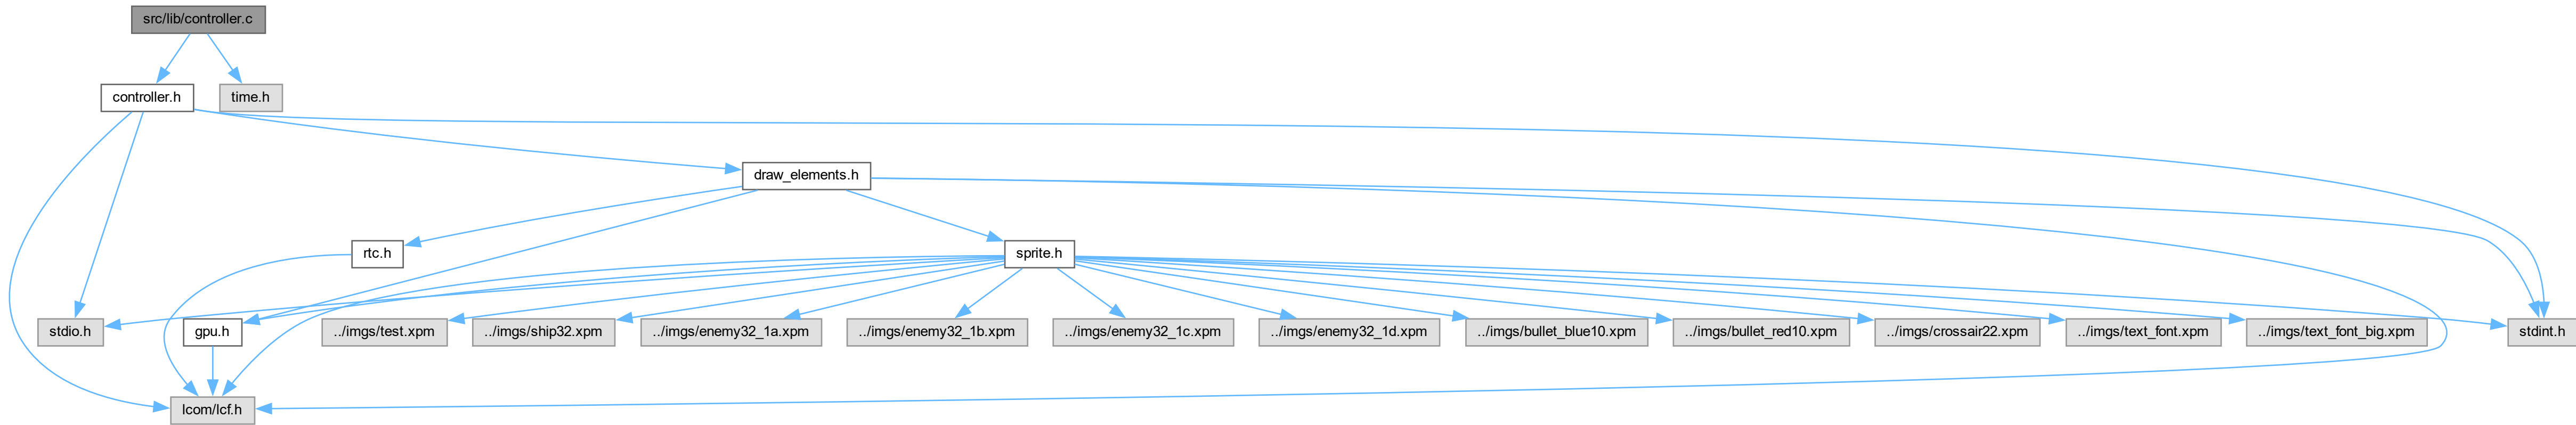 src/lib/controller.c
controller.h
time.h
draw_elements.h
rtc.h
sprite.h
stdio.h
gpu.h
../imgs/test.xpm
../imgs/ship32.xpm
../imgs/enemy32_1a.xpm
../imgs/enemy32_1b.xpm
../imgs/enemy32_1c.xpm
../imgs/enemy32_1d.xpm
../imgs/bullet_blue10.xpm
../imgs/bullet_red10.xpm
../imgs/crossair22.xpm
../imgs/text_font.xpm
../imgs/text_font_big.xpm
stdint.h
lcom/lcf.h